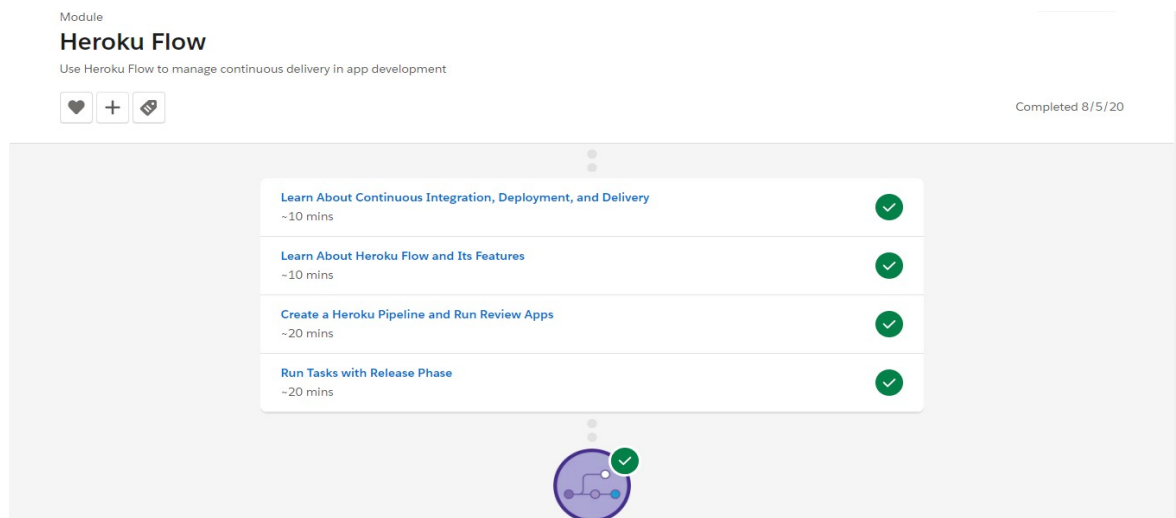 Module
Heroku Flow
Use Heroku Flow to manage continuous delivery in app development
Completed 8/5/20
Learn About Continuous Integration, Deployment, and Delivery
~10 mins
Learn About Heroku Flow and Its Features
~10 mins
Create a Heroku Pipeline and Run Review Apps
~20 mins
Run Tasks with Release Phase
~20 mins